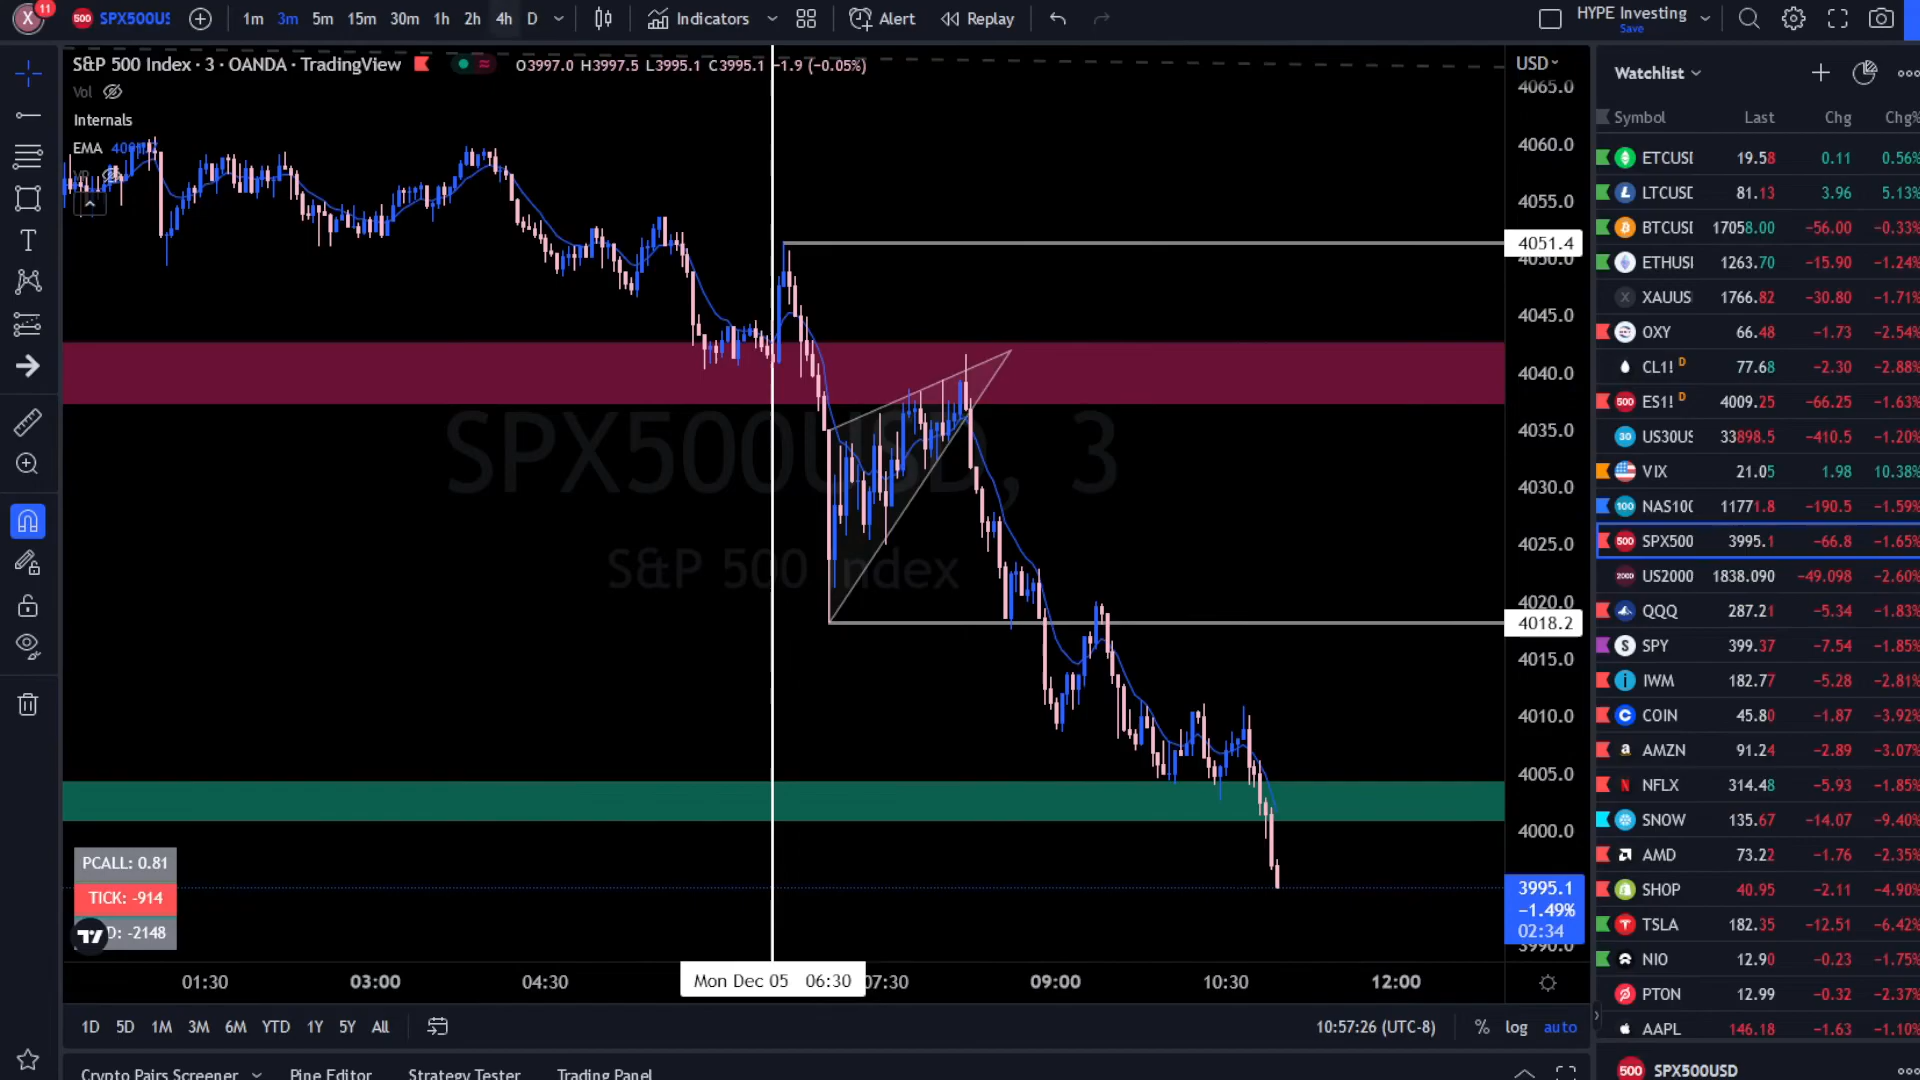 X 11 500 SPX500US 1m 3m 5m 15m 30m 1h 2h 4h D Indicators Alert Replay HYPE Investing
Save
S&P 500 Index · 3 · OANDA · TradingView O3997.0 H3997.5 L3995.1 C3995.1 −1.9 (−0.05%)
Vol
Internals
EMA
SPX500USD, 3
S&P 500 Index
USD
4065.0
4060.0
4055.0
4051.4
4050.0
4045.0
4040.0
4035.0
4030.0
4025.0
4020.0
4018.2
4015.0
4010.0
4005.0
4000.0
3995.1
−1.49%
02:34
3990.0
PCALL: 0.81
TICK: -914
D: -2148
01:30 03:00 04:30 Mon Dec 05 06:30 07:30 09:00 10:30 12:00
1D 5D 1M 3M 6M YTD 1Y 5Y All 10:57:26 (UTC-8) % log auto
Crypto Pairs Screener Pine Editor Strategy Tester Trading Panel
Watchlist
Symbol Last Chg Chg%
ETCUSI 19.58 0.11 0.56%
LTCUSD 81.13 3.96 5.13%
BTCUSI 17058.00 −56.00 −0.33%
ETHUSI 1263.70 −15.90 −1.24%
XAUUS 1766.82 −30.80 −1.71%
OXY 66.48 −1.73 −2.54%
CL1! D 77.68 −2.30 −2.88%
500 ES1! D 4009.25 −66.25 −1.63%
30 US30US 33898.5 −410.5 −1.20%
VIX 21.05 1.98 10.38%
100 NAS100 11771.8 −190.5 −1.59%
500 SPX500 3995.1 −66.8 −1.65%
2000 US2000 1838.090 −49.098 −2.60%
QQQ 287.21 −5.34 −1.83%
S SPY 399.37 −7.54 −1.85%
IWM 182.77 −5.28 −2.81%
COIN 45.80 −1.87 −3.92%
AMZN 91.24 −2.89 −3.07%
NFLX 314.48 −5.93 −1.85%
SNOW 135.67 −14.07 −9.40%
AMD 73.22 −1.76 −2.35%
SHOP 40.95 −2.11 −4.90%
TSLA 182.35 −12.51 −6.42%
NIO 12.90 −0.23 −1.75%
PTON 12.99 −0.32 −2.37%
AAPL 146.18 −1.63 −1.10%
500 SPX500USD